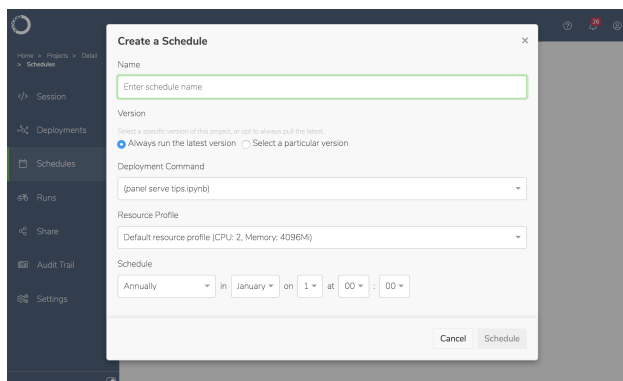 26
Home > Projects > Detail
> Schedules
Session
Deployments
Schedules
Runs
Share
Audit Trail
Settings
Create a Schedule
×
Name
Enter schedule name
Version
Select a specific version of this project, or opt to always pull the latest.
Always run the latest version Select a particular version
Deployment Command
(panel serve tips.ipynb)
Resource Profile
Default resource profile (CPU: 2, Memory: 4096Mi)
Schedule
Annually in January on 1 at 00 : 00
Cancel Schedule